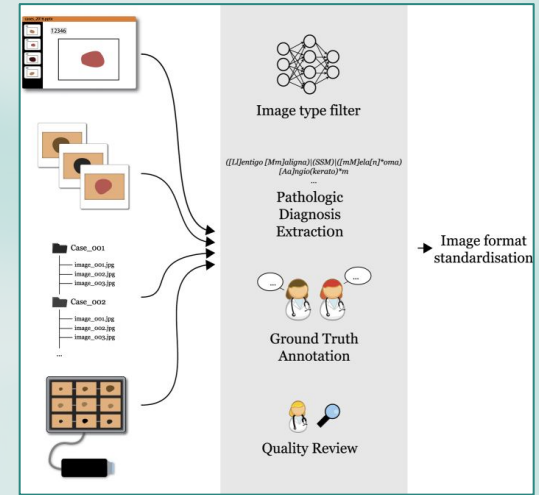 12346
Case_001
image_001.jpg
image_002.jpg
image_003.jpg
Case_002
image_001.jpg
image_002.jpg
image_003.jpg
...
Image type filter
([Ll]entigo [Mm]aligna)|(SSM)|([mM]ela[n]*oma)
[Aa]ngio(kerato)*m
...
Pathologic
Diagnosis
Extraction
...
...
Ground Truth
Annotation
Quality Review
Image format
standardisation